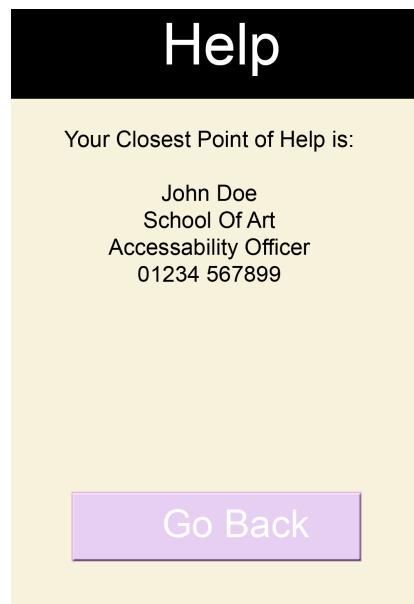 Help
Your Closest Point of Help is:
John Doe
School Of Art
Accessability Officer
01234 567899
Go Back